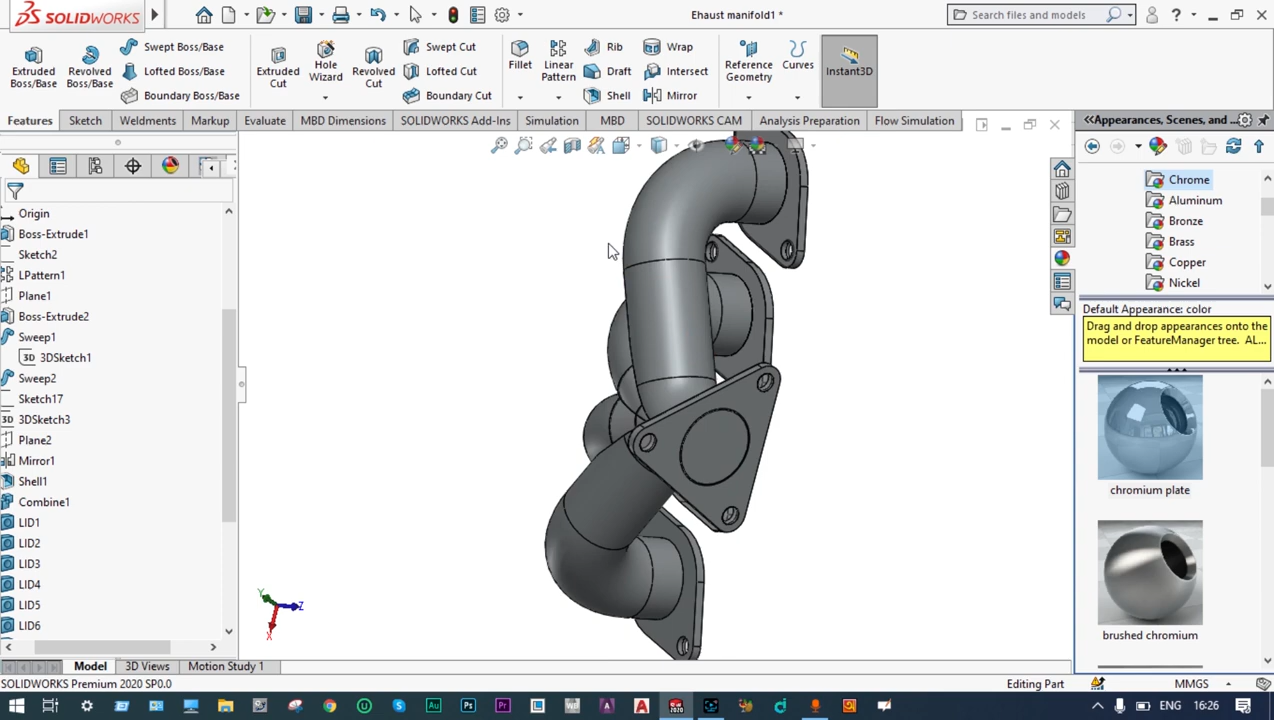 SOLIDWORKS
Ehaust manifold1 *
Search files and models
?
Extruded Boss/Base
Revolved Boss/Base
Swept Boss/Base
Lofted Boss/Base
Boundary Boss/Base
Extruded Cut
Hole Wizard
Revolved Cut
Swept Cut
Lofted Cut
Boundary Cut
Fillet
Linear Pattern
Rib
Draft
Shell
Wrap
Intersect
Mirror
Reference Geometry
Curves
Instant3D
Features
Sketch
Weldments
Markup
Evaluate
MBD Dimensions
SOLIDWORKS Add-Ins
Simulation
MBD
SOLIDWORKS CAM
Analysis Preparation
Flow Simulation
Origin
Boss-Extrude1
Sketch2
LPattern1
Plane1
Boss-Extrude2
Sweep1
3D 3DSketch1
Sweep2
Sketch17
3D 3DSketch3
Plane2
Mirror1
Shell1
Combine1
LID1
LID2
LID3
LID4
LID5
LID6
Y
Z
X
Appearances, Scenes, and ...
Chrome
Aluminum
Bronze
Brass
Copper
Nickel
Default Appearance: color
Drag and drop appearances onto the
model or FeatureManager tree. AL...
chromium plate
brushed chromium
Model
3D Views
Motion Study 1
SOLIDWORKS Premium 2020 SP0.0
Editing Part
MMGS
Au
Ps
Pr
ENG
16:26